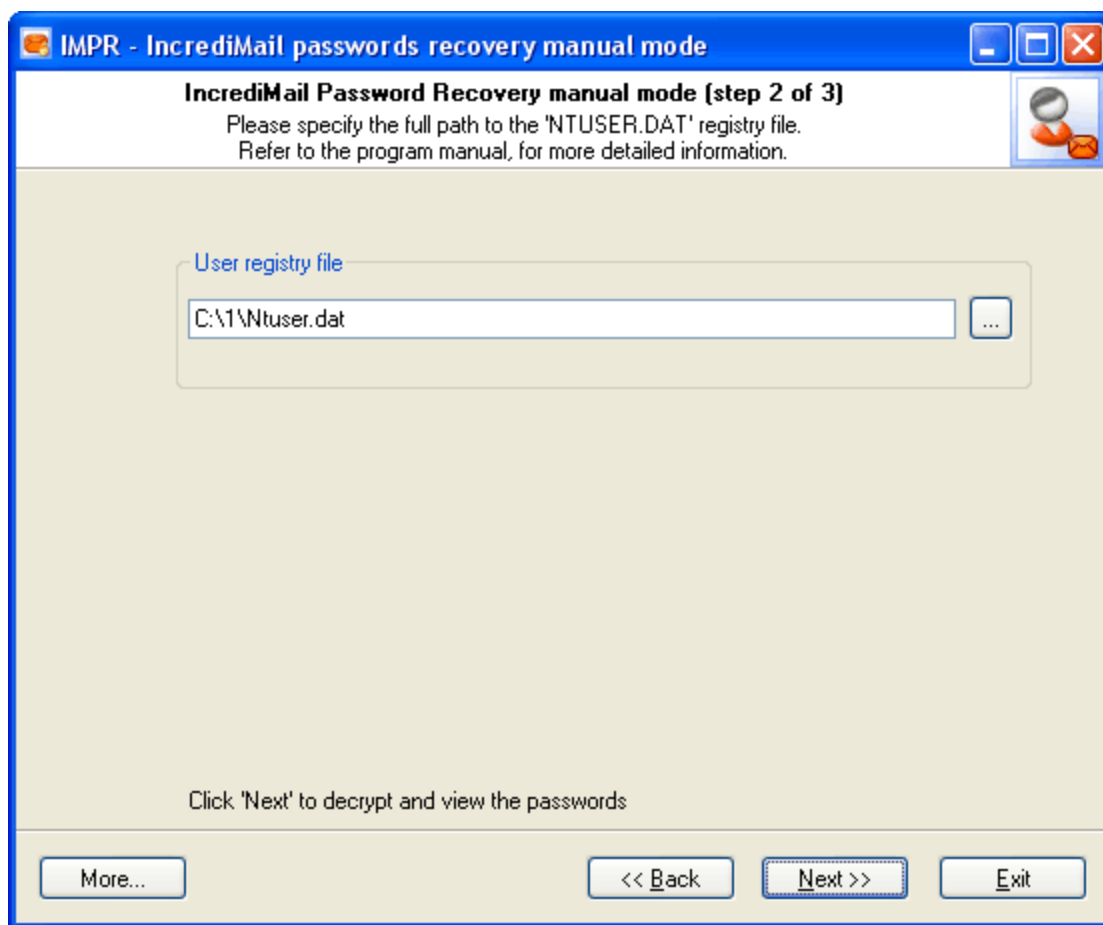 IMPR - IncrediMail passwords recovery manual mode
IncrediMail Password Recovery manual mode (step 2 of 3)
Please specify the full path to the 'NTUSER.DAT' registry file.
Refer to the program manual, for more detailed information.
User registry file
C:\1\Ntuser.dat
...
Click 'Next' to decrypt and view the passwords
More...
<< Back
Next >>
Exit